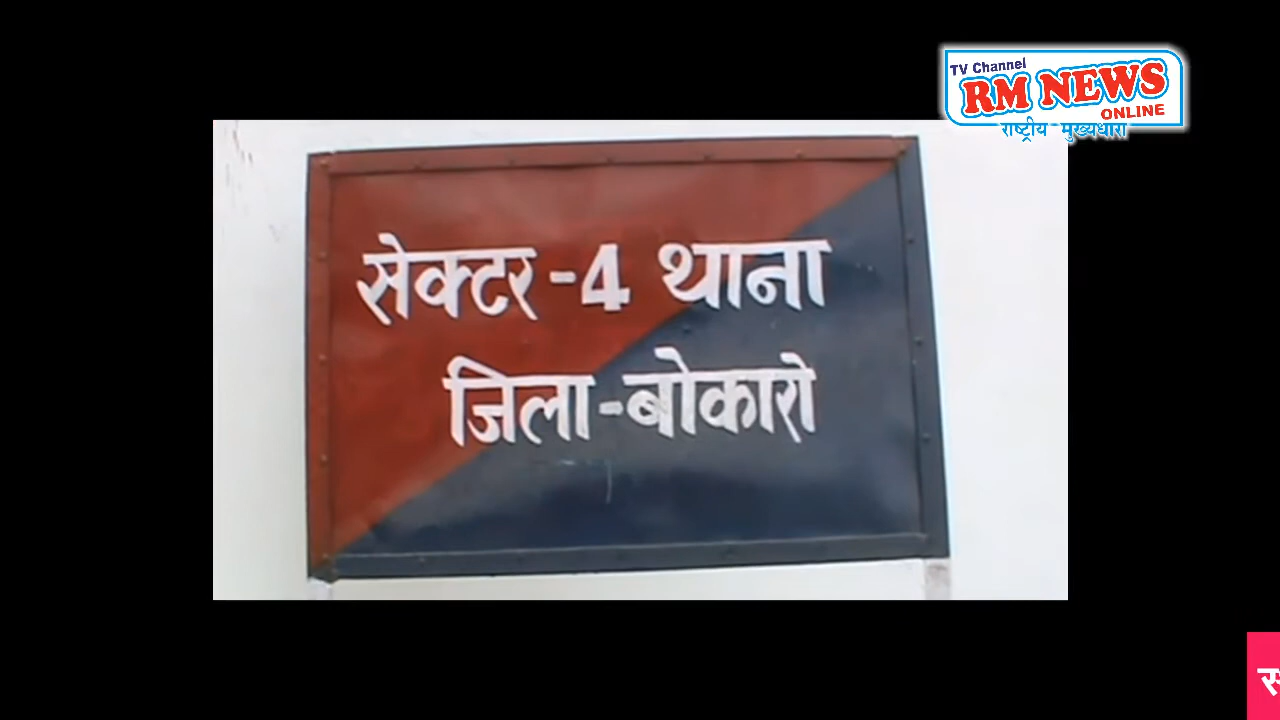 TV Channel
RM NEWS
ONLINE
राष्ट्रीय मुख्यधारा
सेक्टर-4 थाना
जिला-बोकारो